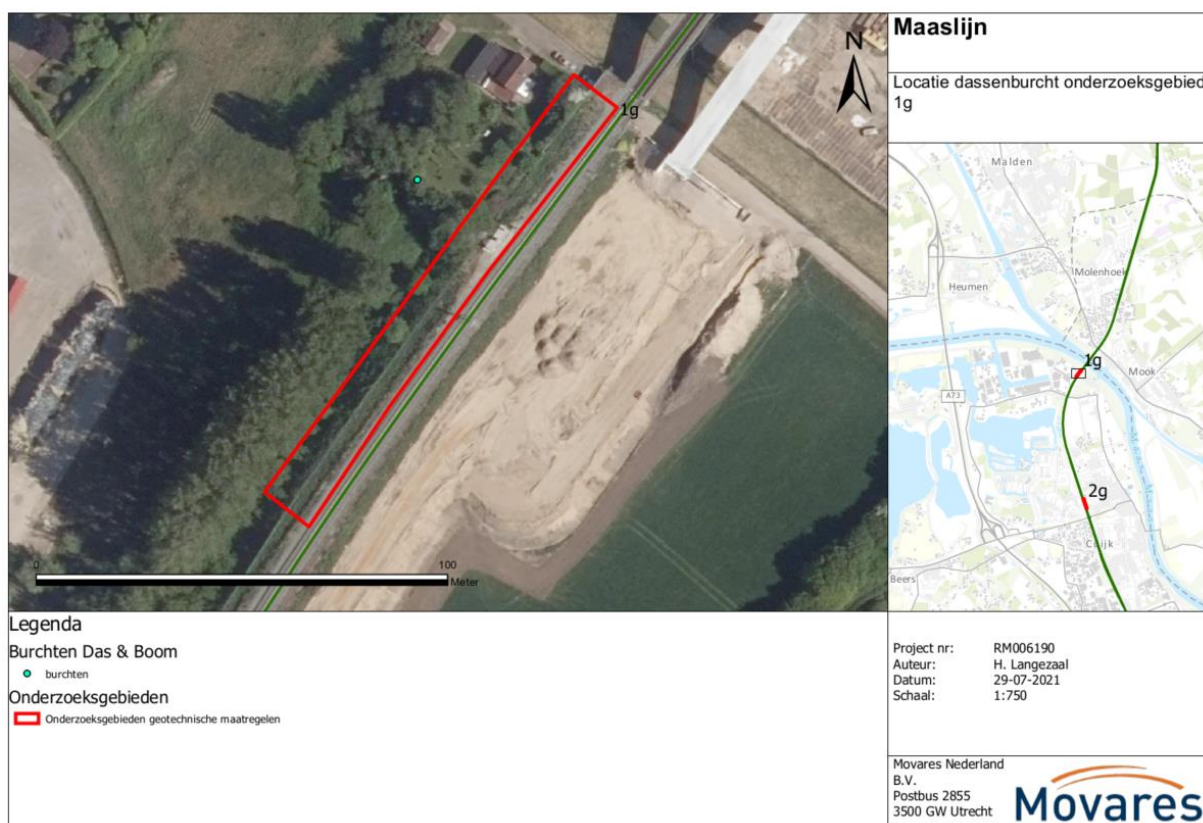 Maaslijn
Locatie dassenburcht onderzoeksgebied
1g
N
1g
0
100
Meter
Malden
Molenhoek
Heumen
1g
Mook
A73
2g
Cuijk
Beers
Legenda
Burchten Das & Boom
burchten
Onderzoeksgebieden
Onderzoeksgebieden geotechnische maatregelen
Project nr: RM006190
Auteur: H. Langezaal
Datum: 29-07-2021
Schaal: 1:750
Movares Nederland
B.V.
Postbus 2855
3500 GW Utrecht
Movares